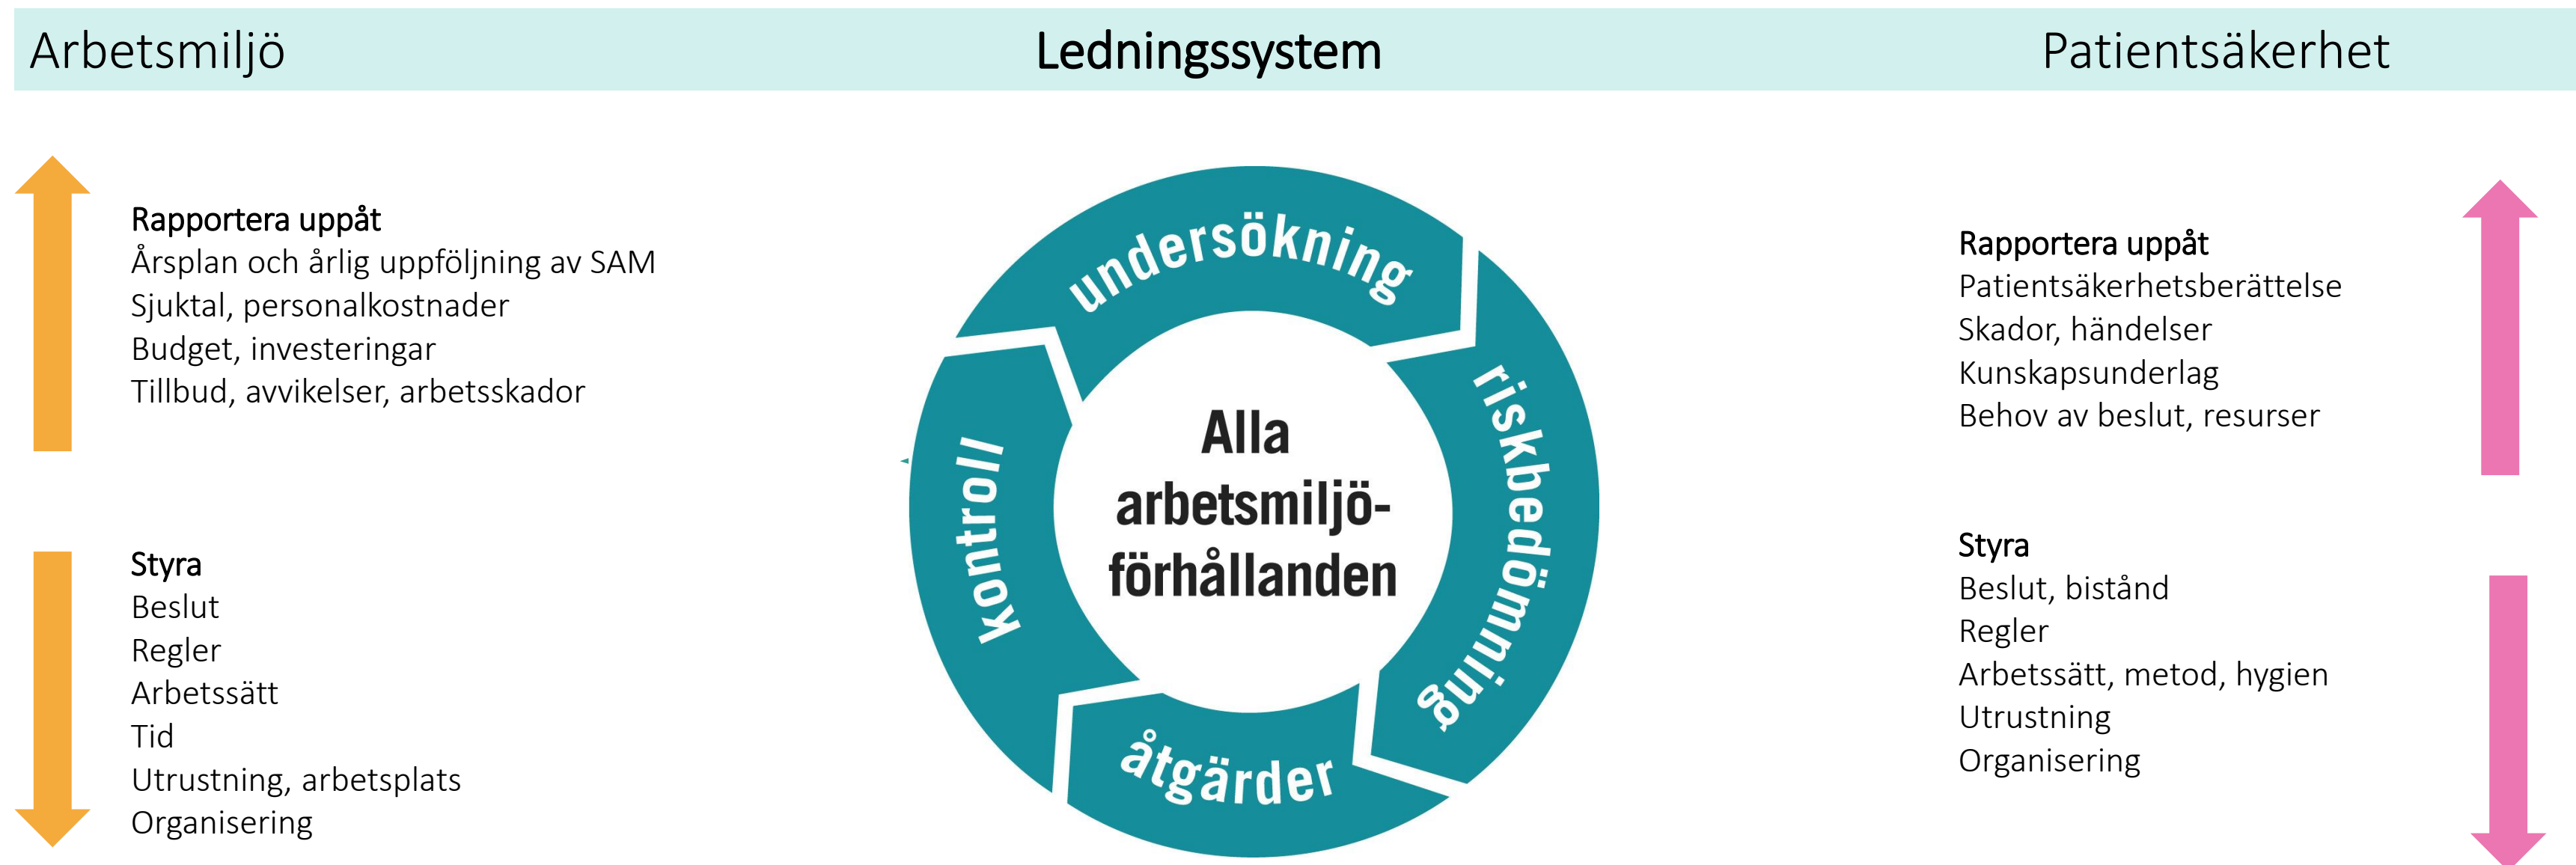 Arbetsmiljö
Ledningssystem
Patientsäkerhet
Rapportera uppåt
Årsplan och årlig uppföljning av SAM
Sjuktal, personalkostnader
Budget, investeringar
Tillbud, avvikelser, arbetsskador
Styra
Beslut
Regler
Arbetssätt
Tid
Utrustning, arbetsplats
Organisering
undersökning
riskbedömning
åtgärder
kontroll
Alla
arbetsmiljö-
förhållanden
Rapportera uppåt
Patientsäkerhetsberättelse
Skador, händelser
Kunskapsunderlag
Behov av beslut, resurser
Styra
Beslut, bistånd
Regler
Arbetssätt, metod, hygien
Utrustning
Organisering